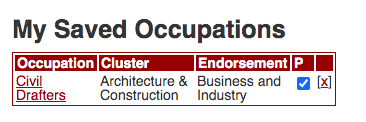 My Saved Occupations
Occupation Cluster Endorsement P
Civil Architecture & Business and [x]
Drafters Construction Industry